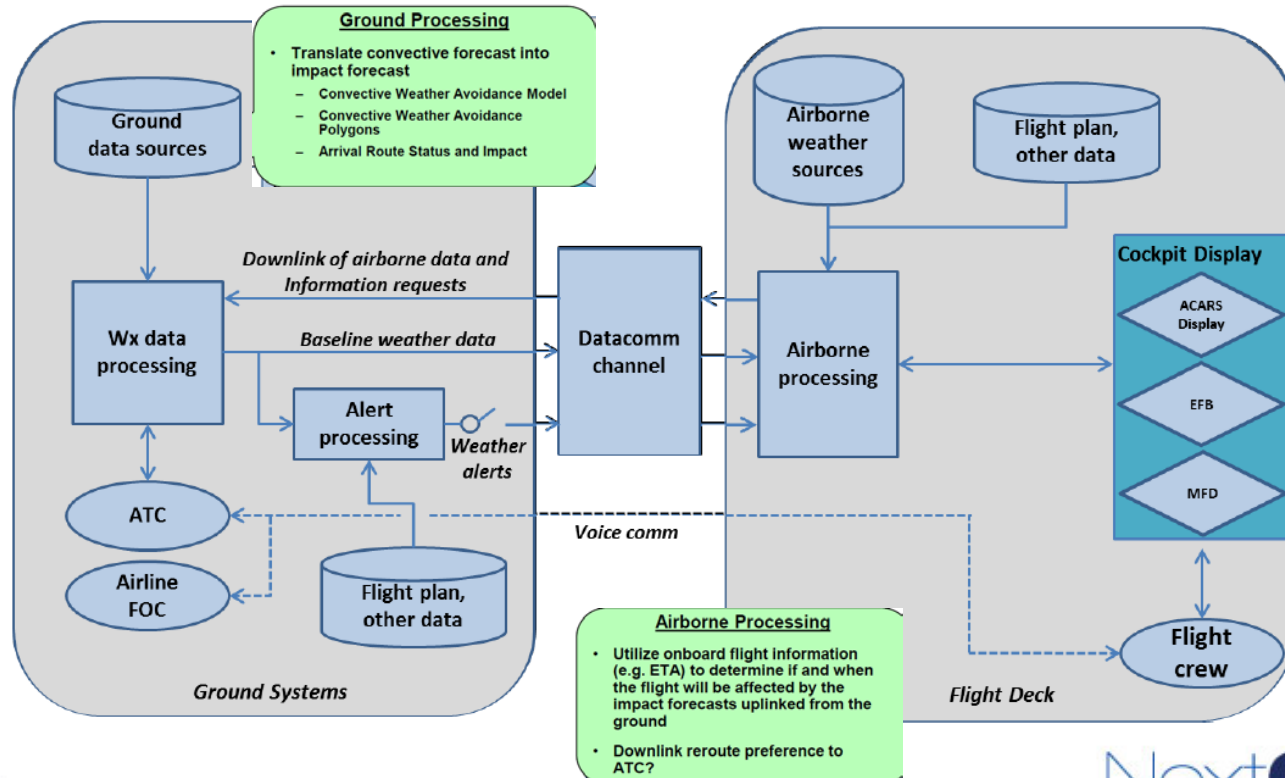 Ground Processing
• Translate convective forecast into
impact forecast
– Convective Weather Avoidance Model
– Convective Weather Avoidance
Polygons
– Arrival Route Status and Impact
Ground
data sources
Airborne
weather
sources
Flight plan,
other data
Downlink of airborne data and
Information requests
Wx data
processing
Baseline weather data
Datacomm
channel
Airborne
processing
Cockpit Display
ACARS
Display
EFB
MFD
Alert
processing
Weather
alerts
ATC
Voice comm
Airline
FOC
Flight plan,
other data
Airborne Processing
• Utilize onboard flight information
(e.g. ETA) to determine if and when
the flight will be affected by the
impact forecasts uplinked from the
ground
• Downlink reroute preference to
ATC?
Flight
crew
Ground Systems
Flight Deck